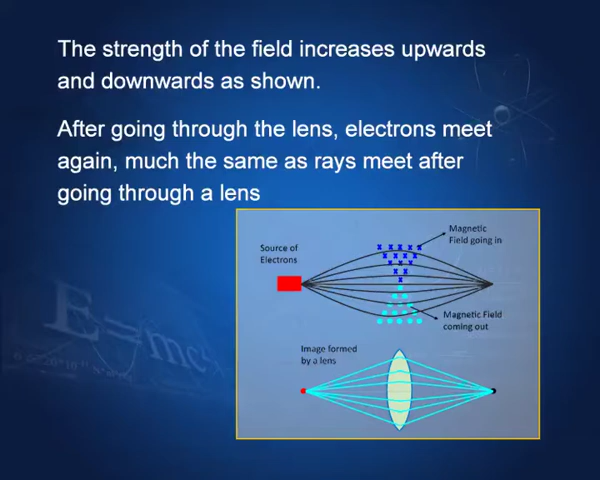 The strength of the field increases upwards
and downwards as shown.
After going through the lens, electrons meet
again, much the same as rays meet after
going through a lens
Magnetic
Field going in
Source of
Electrons
Magnetic Field
coming out
Image formed
by a lens
E=mc